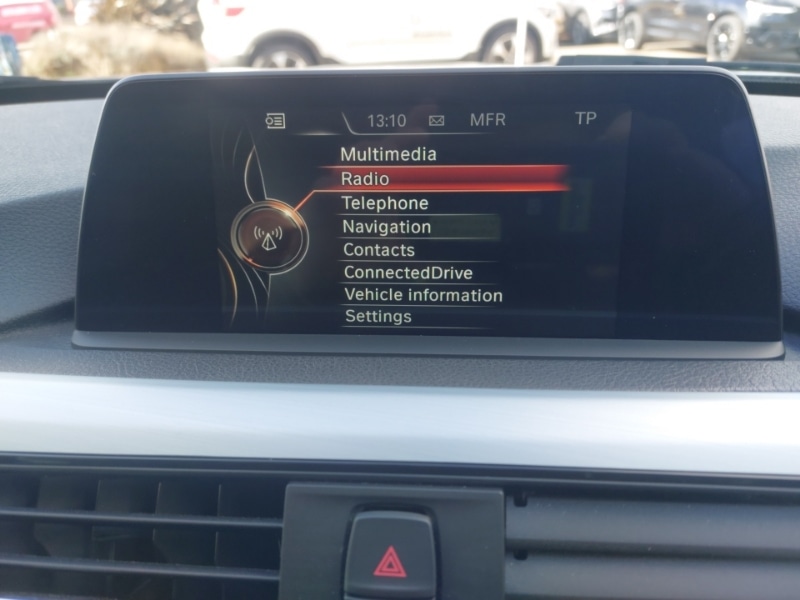 13:10 MFR TP
Multimedia
Radio
Telephone
Navigation
Contacts
ConnectedDrive
Vehicle information
Settings